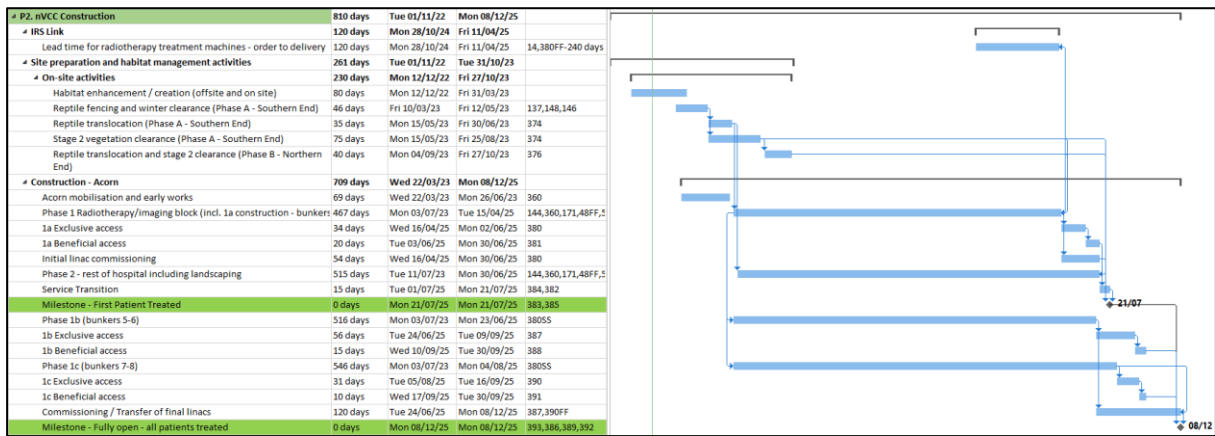 P2. nVCC Construction 810 days Tue 01/11/22 Mon 08/12/25
IRS Link 120 days Mon 28/10/24 Fri 11/04/25
Lead time for radiotherapy treatment machines - order to delivery 120 days Mon 28/10/24 Fri 11/04/25 14,380FF-240 days
Site preparation and habitat management activities 261 days Tue 01/11/22 Tue 31/10/23
On-site activities 230 days Mon 12/12/22 Fri 27/10/23
Habitat enhancement / creation (offsite and on site) 80 days Mon 12/12/22 Fri 31/03/23
Reptile fencing and winter clearance (Phase A - Southern End) 46 days Fri 10/03/23 Fri 12/05/23 137,148,146
Reptile translocation (Phase A - Southern End) 35 days Mon 15/05/23 Fri 30/06/23 374
Stage 2 vegetation clearance (Phase A - Southern End) 75 days Mon 15/05/23 Fri 25/08/23 374
Reptile translocation and stage 2 clearance (Phase B - Northern 40 days Mon 04/09/23 Fri 27/10/23 376
End)
Construction - Acorn 709 days Wed 22/03/23 Mon 08/12/25
Acorn mobilisation and early works 69 days Wed 22/03/23 Mon 26/06/23 360
Phase 1 Radiotherapy/imaging block (incl. 1a construction - bunkers 467 days Mon 03/07/23 Tue 15/04/25 144,360,171,48FF,5
1a Exclusive access 34 days Wed 16/04/25 Mon 02/06/25 380
1a Beneficial access 20 days Tue 03/06/25 Mon 30/06/25 381
Initial linac commissioning 54 days Wed 16/04/25 Mon 30/06/25 380
Phase 2 - rest of hospital including landscaping 515 days Tue 11/07/23 Mon 30/06/25 144,360,171,48FF,5
Service Transition 15 days Tue 01/07/25 Mon 21/07/25 384,382
Milestone - First Patient Treated 0 days Mon 21/07/25 Mon 21/07/25 383,385 21/07
Phase 1b (bunkers 5-6) 516 days Mon 03/07/23 Mon 23/06/25 380SS
1b Exclusive access 56 days Tue 24/06/25 Tue 09/09/25 387
1b Beneficial access 15 days Wed 10/09/25 Tue 30/09/25 388
Phase 1c (bunkers 7-8) 546 days Mon 03/07/23 Mon 04/08/25 380SS
1c Exclusive access 31 days Tue 05/08/25 Tue 16/09/25 390
1c Beneficial access 10 days Wed 17/09/25 Tue 30/09/25 391
Commissioning / Transfer of final linacs 120 days Tue 24/06/25 Mon 08/12/25 387,390FF
Milestone - Fully open - all patients treated 0 days Mon 08/12/25 Mon 08/12/25 393,386,389,392 08/12